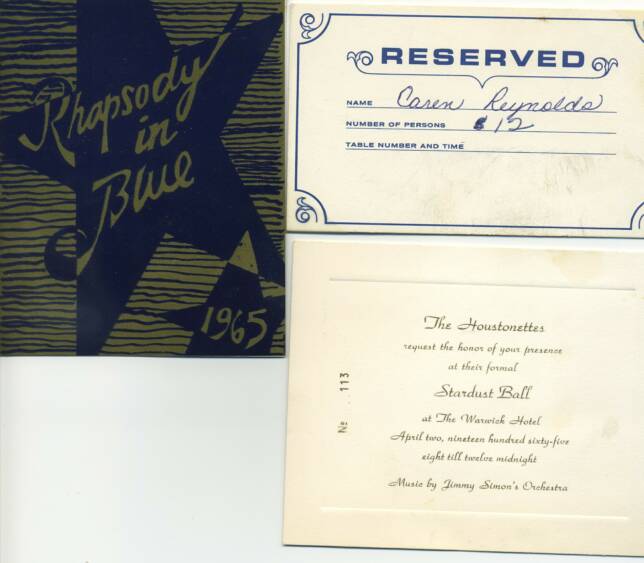 Rhapsody
in
Blue
1965
RESERVED
NAME Caren Reynolds
NUMBER OF PERSONS 12
TABLE NUMBER AND TIME
The Houstonettes
request the honor of your presence
at their formal
Stardust Ball
at The Warwick Hotel
April two, nineteen hundred sixty-five
eight till twelve midnight
Music by Jimmy Simon's Orchestra
№ 113